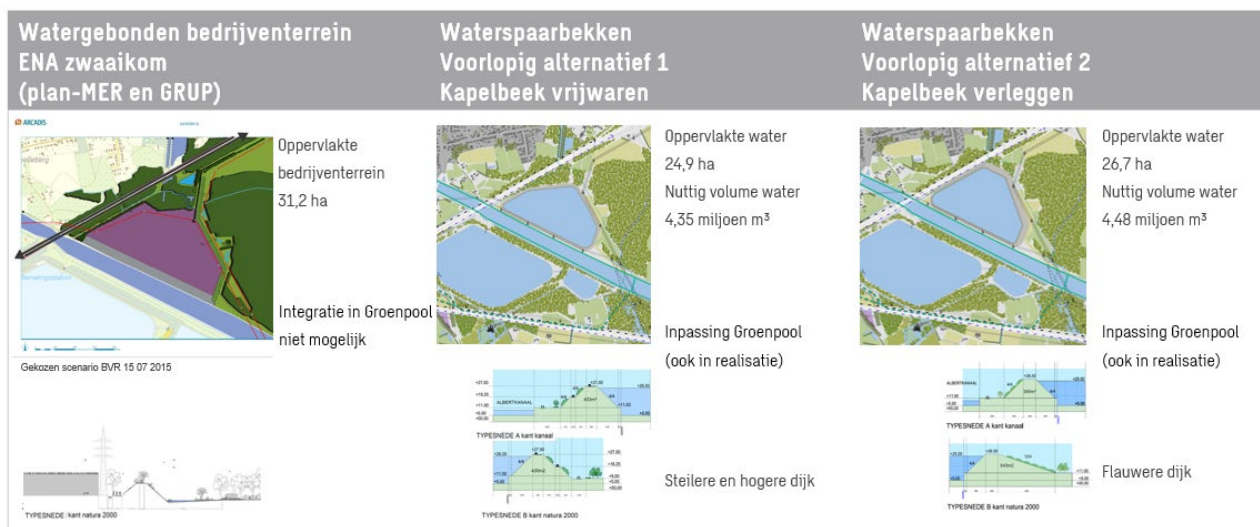 Watergebonden bedrijventerrein
ENA zwaaikom
(plan-MER en GRUP)
ARCADIS
Oppervlakte
bedrijventerrein
31,2 ha
Integratie in Groenpool
niet mogelijk
Gekozen scenario BVR 15 07 2015
TYPESNEDE kant natura 2000
Waterspaarbekken
Voorlopig alternatief 1
Kapelbeek vrijwaren
Oppervlakte water
24,9 ha
Nuttig volume water
4,35 miljoen m³
Inpassing Groenpool
(ook in realisatie)
ALBERTKANAAL
TYPESNEDE A kant kanaal
Steilere en hogere dijk
TYPESNEDE B kant natura 2000
Waterspaarbekken
Voorlopig alternatief 2
Kapelbeek verleggen
Oppervlakte water
26,7 ha
Nuttig volume water
4,48 miljoen m³
Inpassing Groenpool
(ook in realisatie)
ALBERTKANAAL
TYPESNEDE A kant kanaal
Flauwere dijk
TYPESNEDE B kant natura 2000